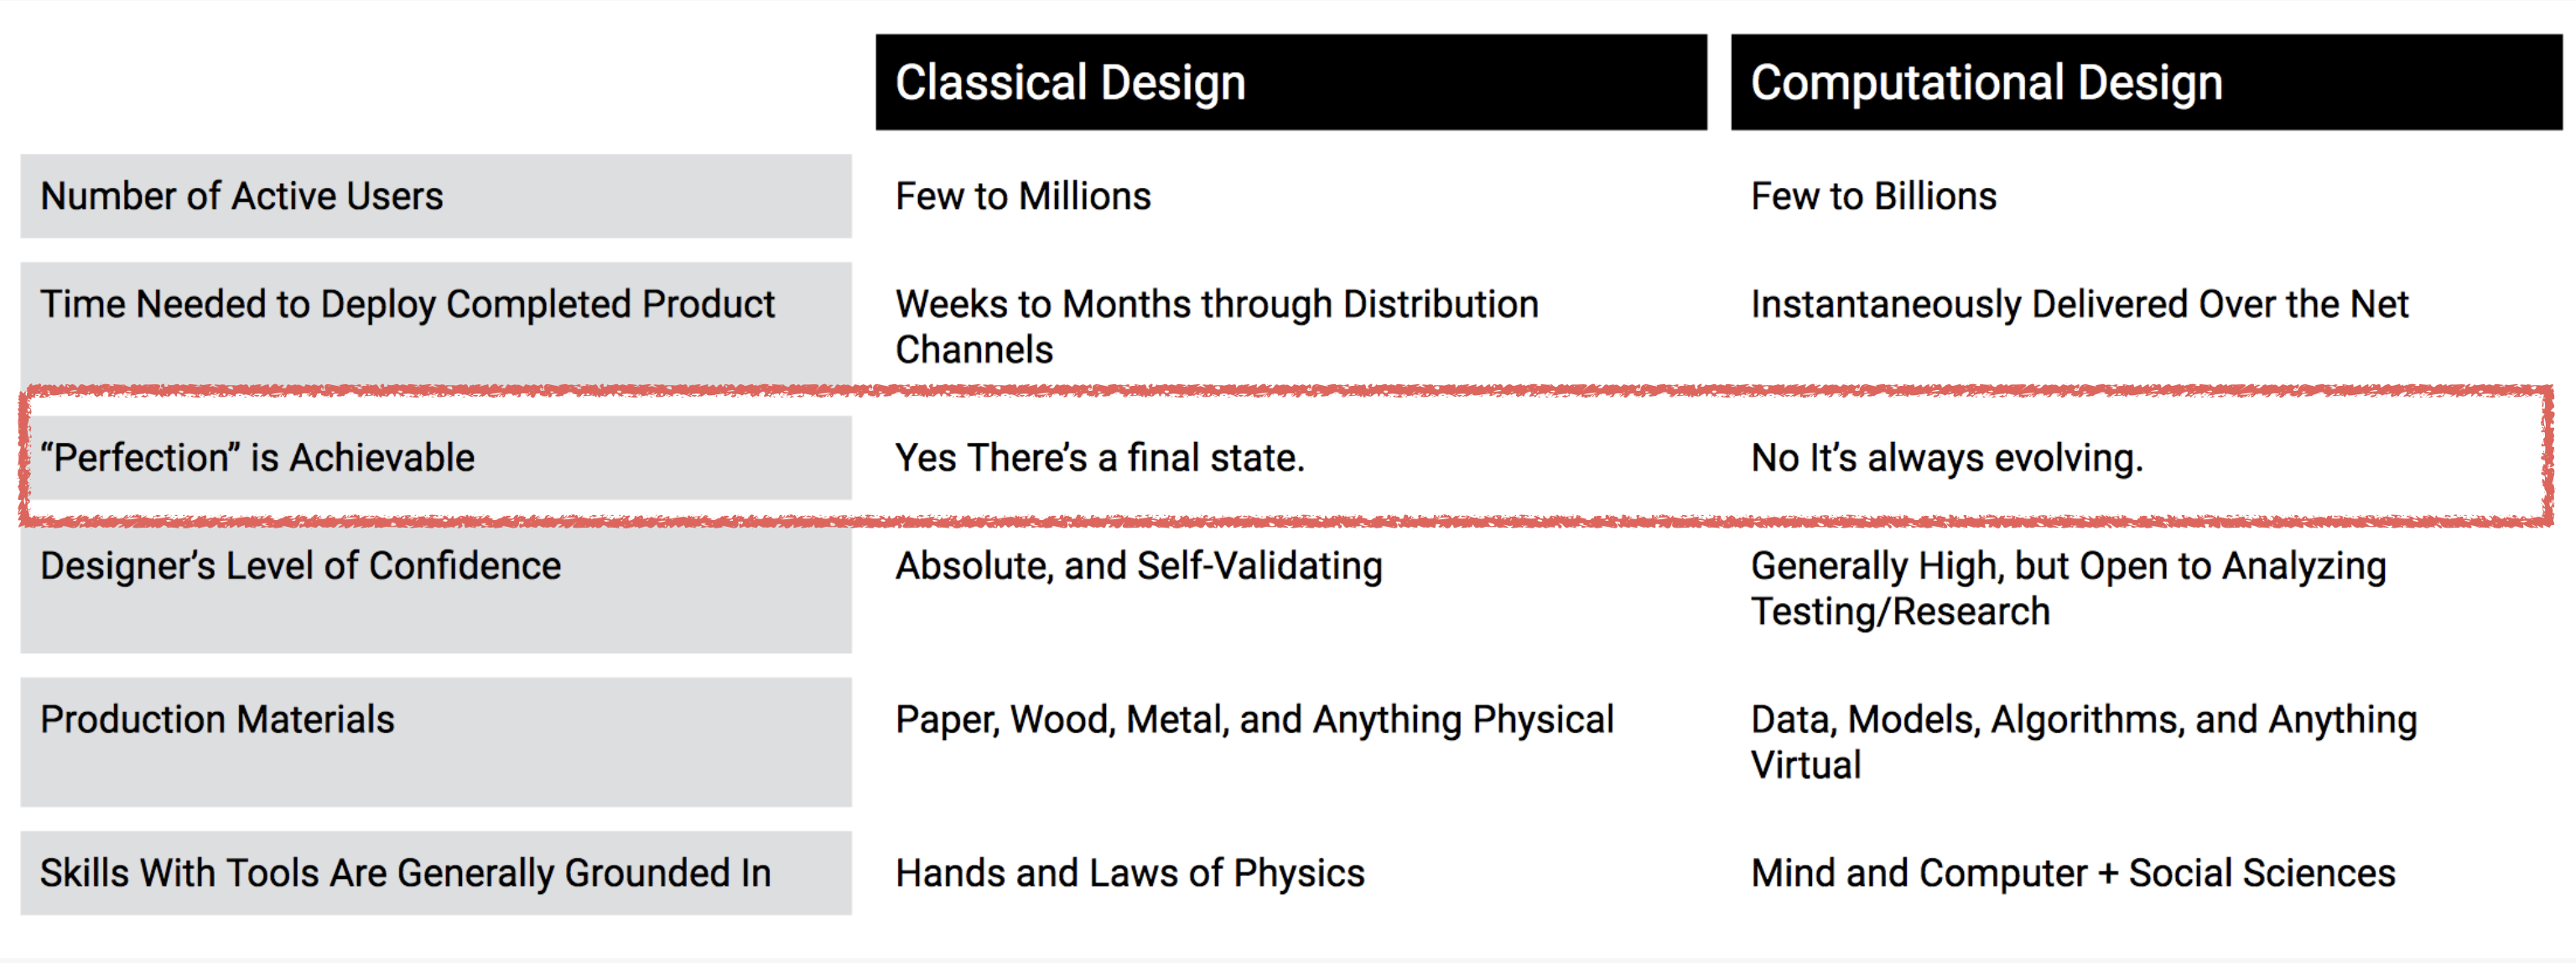 Classical Design
Computational Design
Number of Active Users
Few to Millions
Few to Billions
Time Needed to Deploy Completed Product
Weeks to Months through Distribution
Channels
Instantaneously Delivered Over the Net
“Perfection” is Achievable
Yes There’s a final state.
No It’s always evolving.
Designer’s Level of Confidence
Absolute, and Self-Validating
Generally High, but Open to Analyzing
Testing/Research
Production Materials
Paper, Wood, Metal, and Anything Physical
Data, Models, Algorithms, and Anything
Virtual
Skills With Tools Are Generally Grounded In
Hands and Laws of Physics
Mind and Computer + Social Sciences